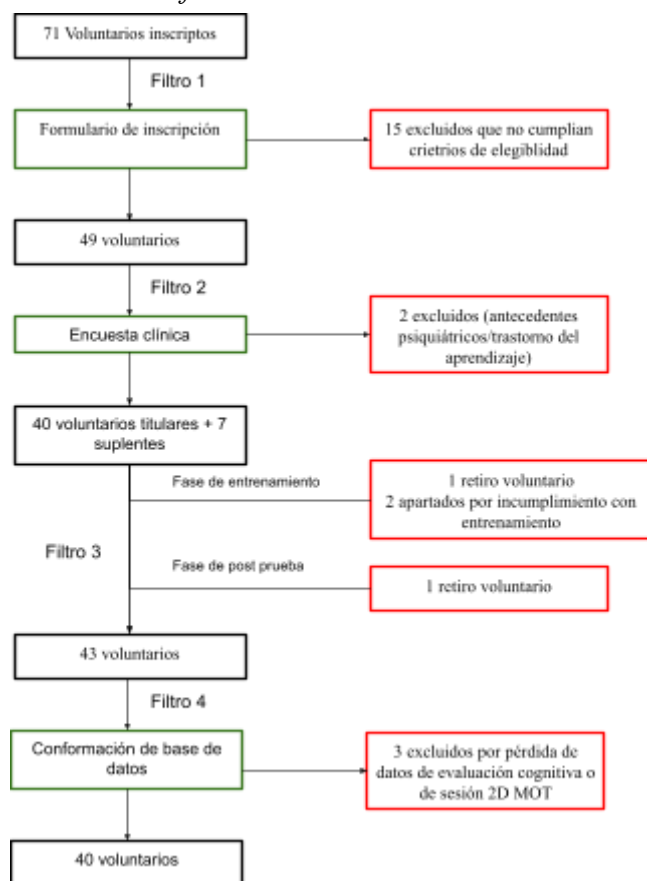 71 Voluntarios inscriptos
Filtro 1
Formulario de inscripción
15 excluidos que no cumplian
crietrios de elegiblidad
49 voluntarios
Filtro 2
Encuesta clínica
2 excluidos (antecedentes
psiquiátricos/trastorno del
aprendizaje)
40 voluntarios titulares + 7
suplentes
Fase de entrenamiento
1 retiro voluntario
2 apartados por incumplimiento con
entrenamiento
Filtro 3
Fase de post prueba
1 retiro voluntario
43 voluntarios
Filtro 4
Conformación de base de
datos
3 excluidos por pérdida de
datos de evaluación cognitiva o
de sesión 2D MOT
40 voluntarios